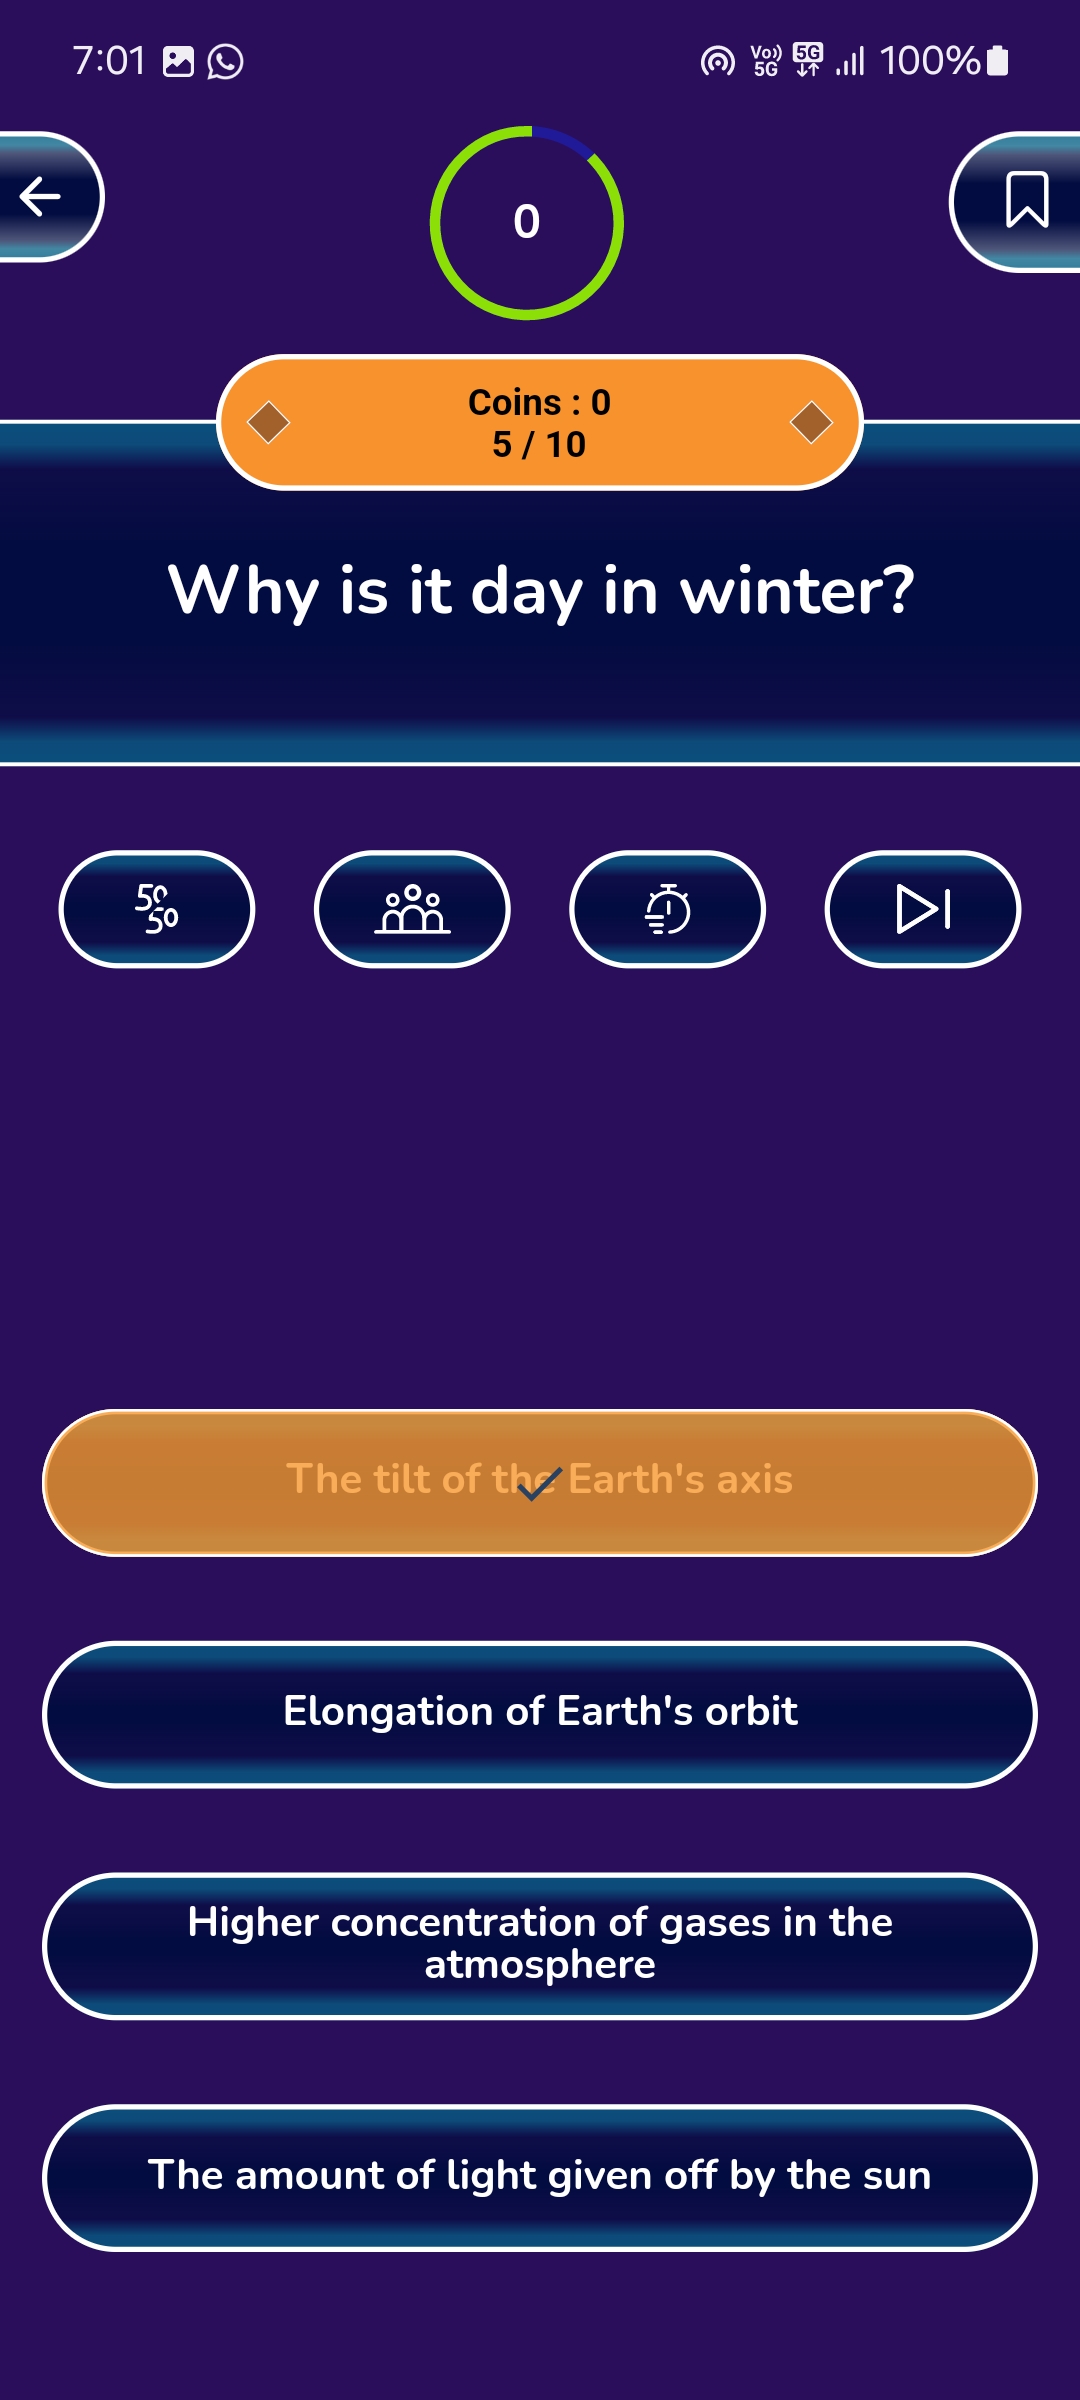 7:01 Vo)) 5G 5G 100%
0
Coins : 0
5 / 10
Why is it day in winter?
50 50
The tilt of the Earth's axis
Elongation of Earth's orbit
Higher concentration of gases in the
atmosphere
The amount of light given off by the sun